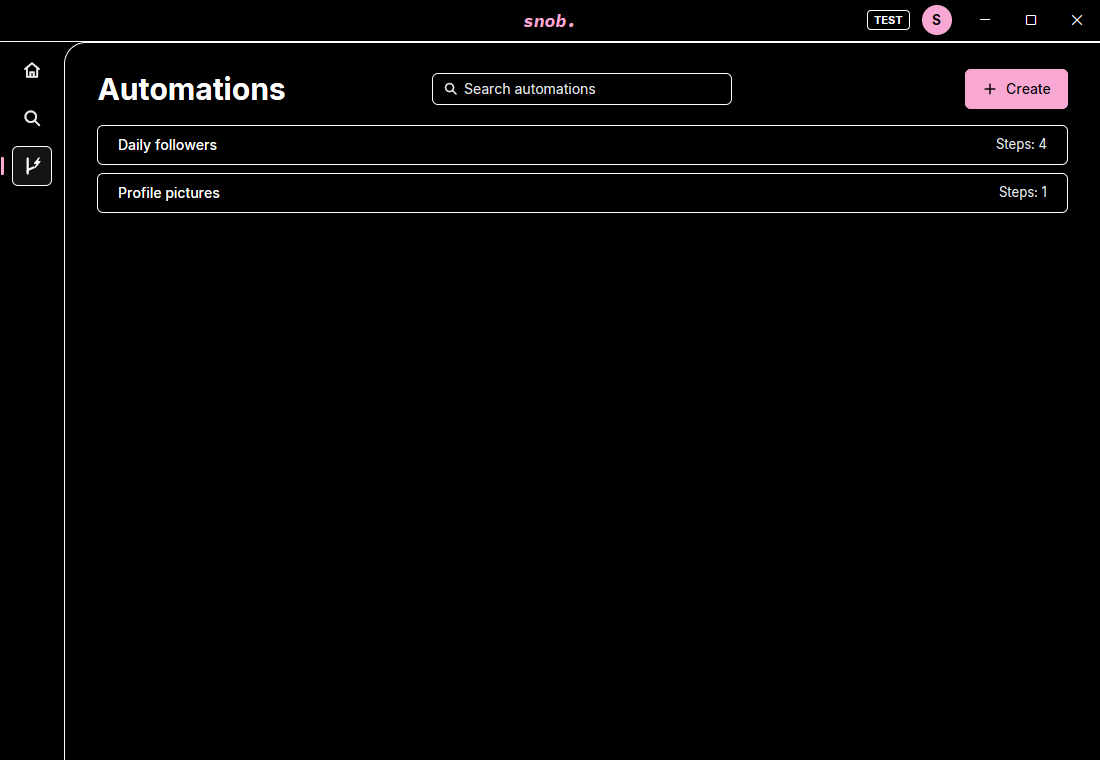 snob.
TEST
S
Automations
Search automations
Create
Daily followers
Steps: 4
Profile pictures
Steps: 1